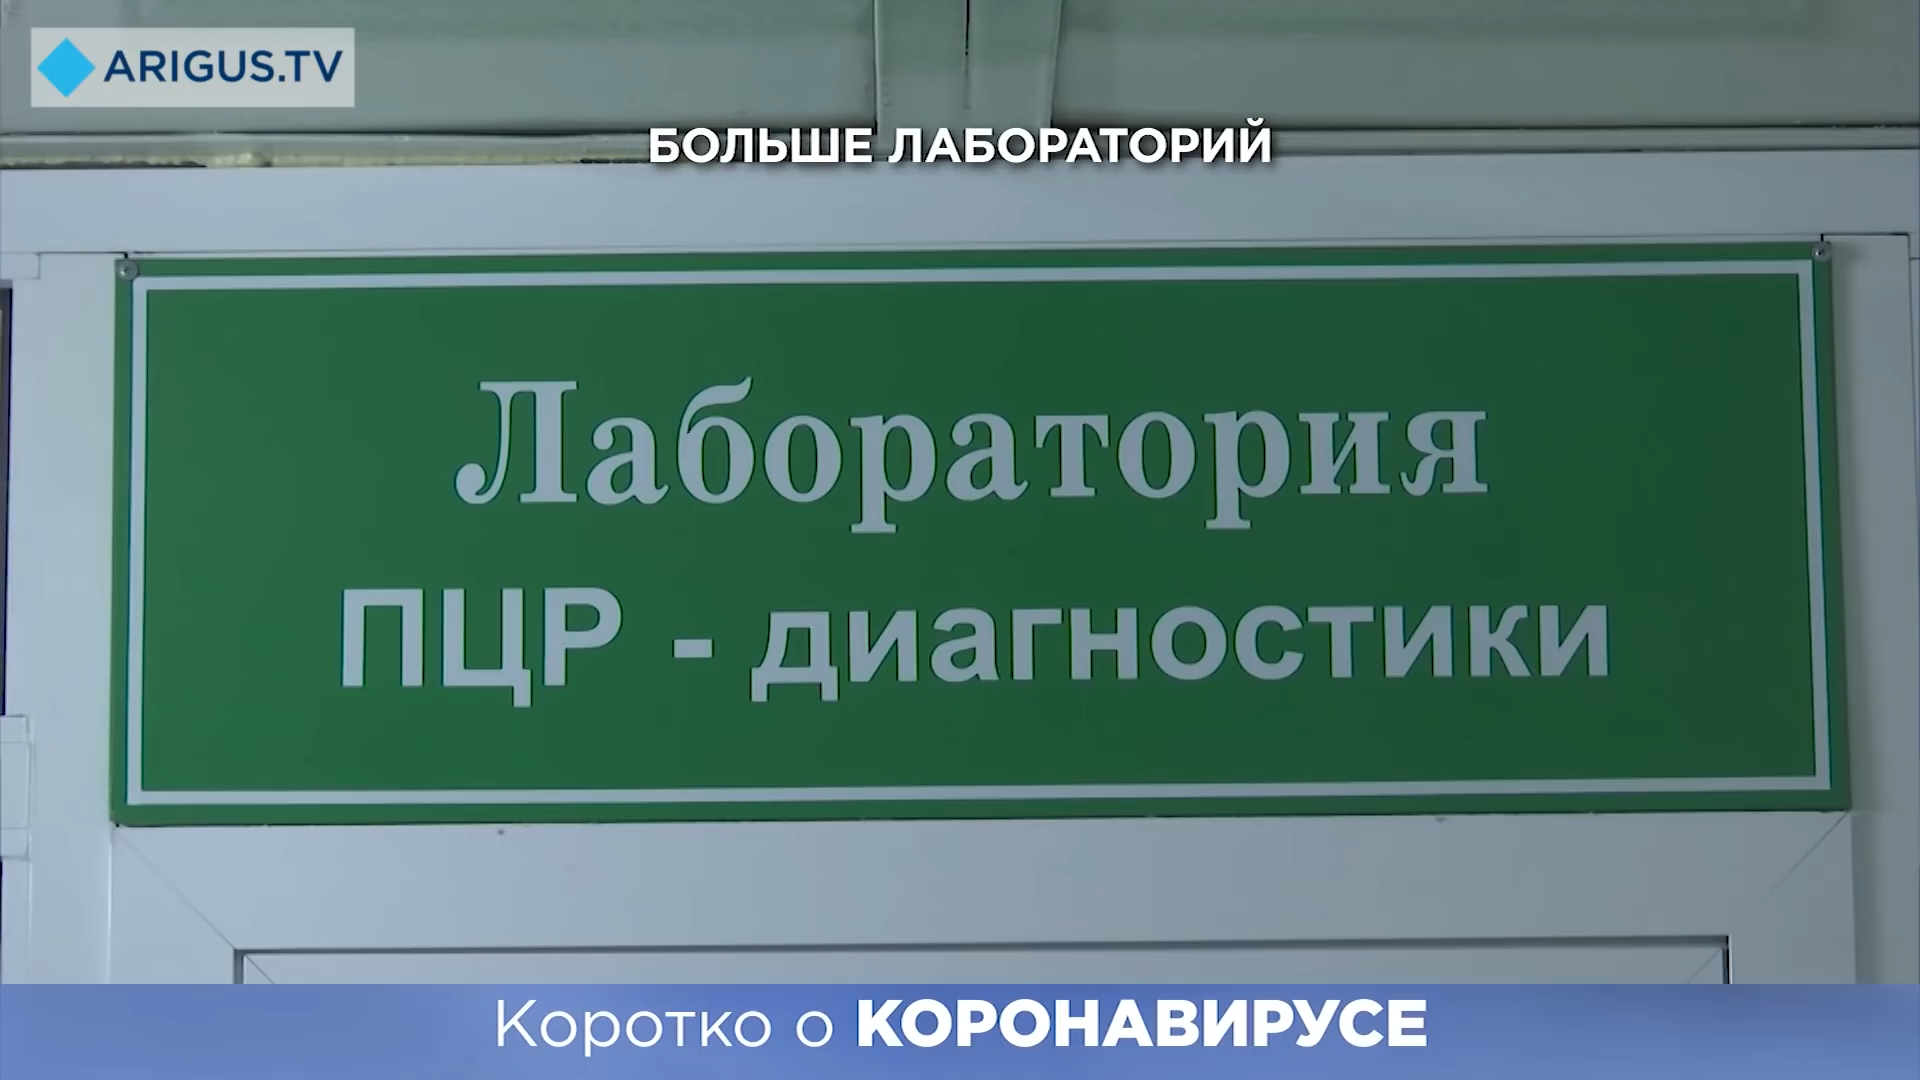 ARIGUS.TV
БОЛЬШЕ ЛАБОРАТОРИЙ
Лаборатория
ПЦР - диагностики
Коротко о КОРОНАВИРУСЕ